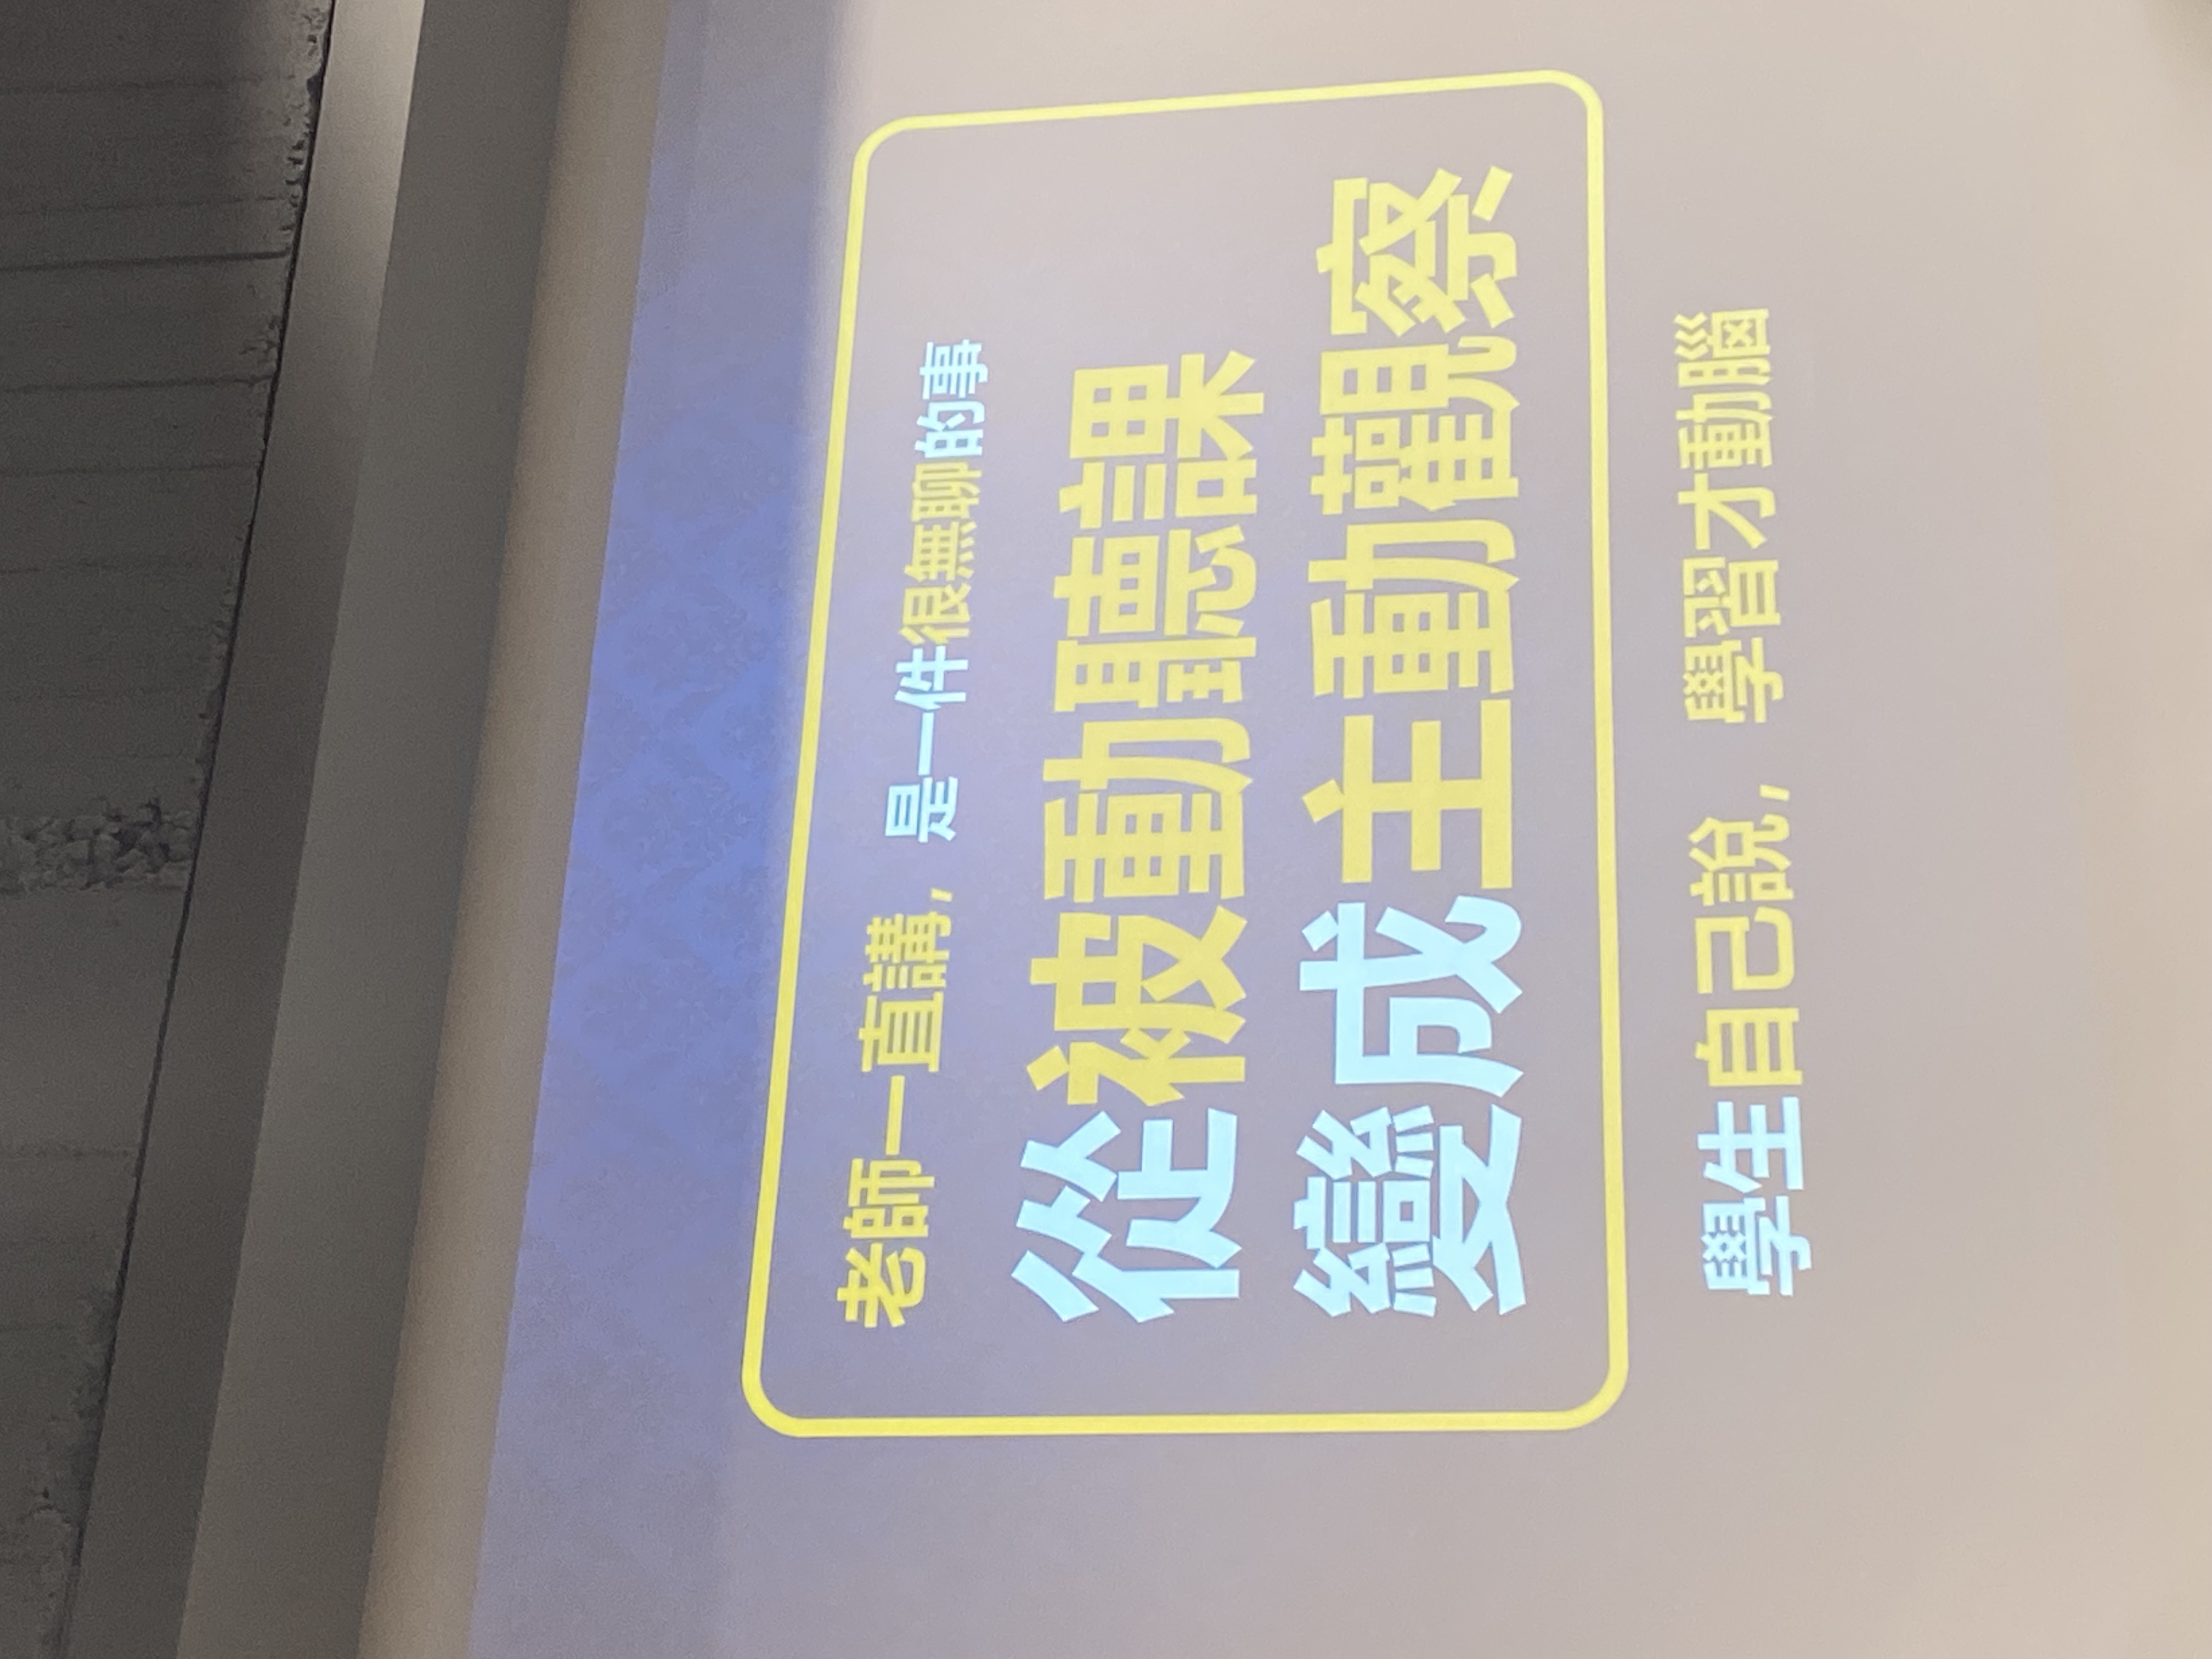 老師一直講，是一件很無聊的事
從被動聽課
變成主動觀察
學生自己說，學習才動腦